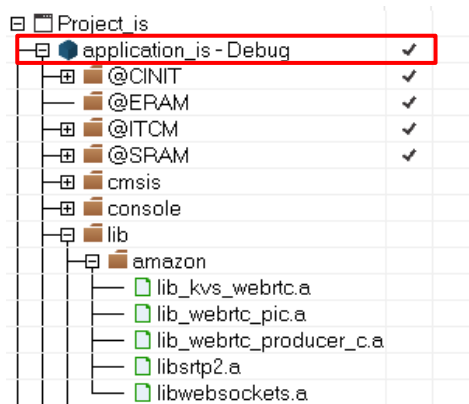 Project_is
application_is - Debug
@CINIT
@ERAM
@ITCM
@SRAM
cmsis
console
lib
amazon
lib_kvs_webrtc.a
lib_webrtc_pic.a
lib_webrtc_producer_c.a
libsrtp2.a
libwebsockets.a